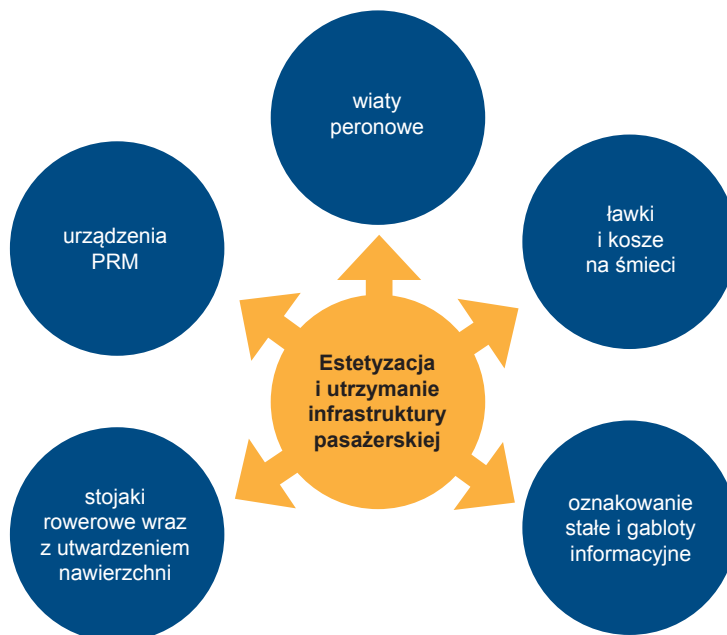 wiaty
peronowe
urządzenia
PRM
ławki
i kosze
na śmieci
Estetyzacja
i utrzymanie
infrastruktury
pasażerskiej
stojaki
rowerowe wraz
z utwardzeniem
nawierzchni
oznakowanie
stałe i gabloty
informacyjne